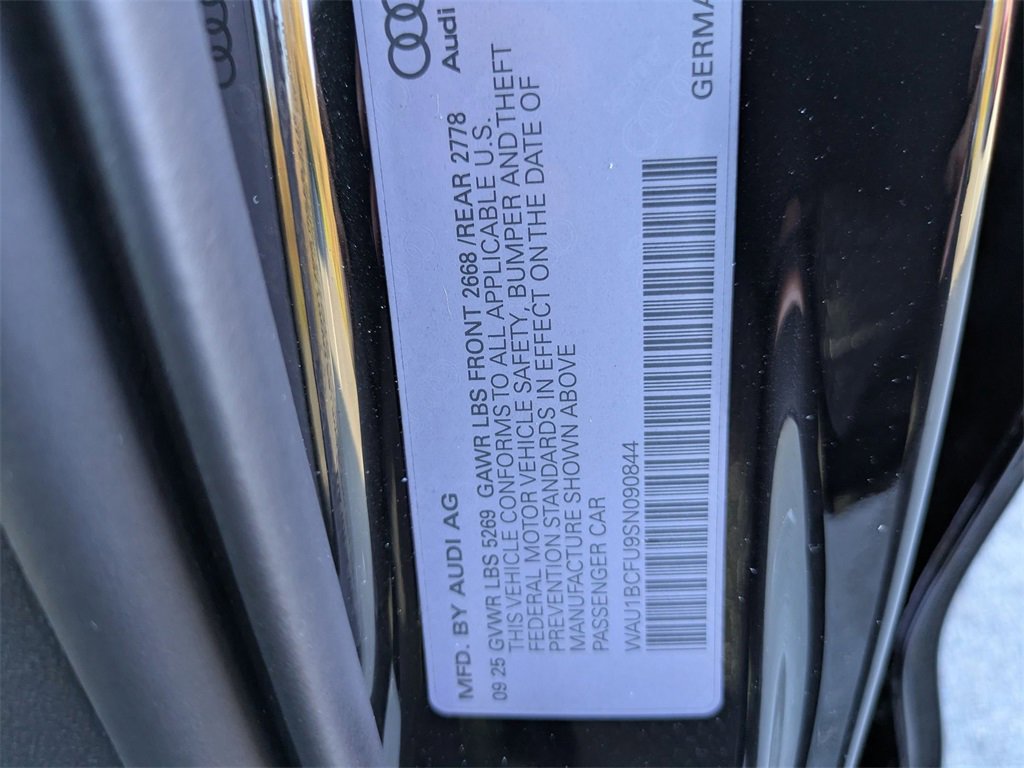 Audi
MFD. BY AUDI AG
09 25 GVWR LBS 5269 GAWR LBS FRONT 2668 /REAR 2778
THIS VEHICLE CONFORMS TO ALL APPLICABLE U.S.
FEDERAL MOTOR VEHICLE SAFETY, BUMPER AND THEFT
PREVENTION STANDARDS IN EFFECT ON THE DATE OF
MANUFACTURE SHOWN ABOVE
PASSENGER CAR
WAU1BCFU9SN090844
GERMA